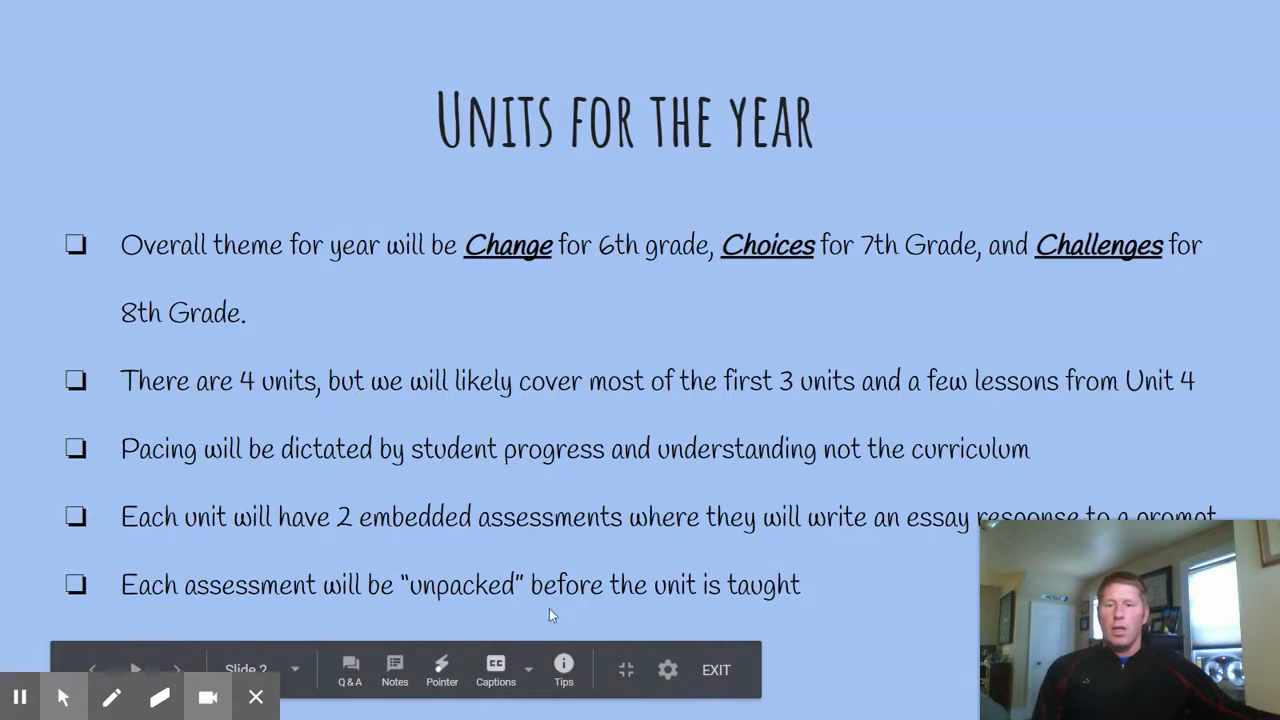 Units for the year
Overall theme for year will be Change for 6th grade, Choices for 7th Grade, and Challenges for
8th Grade.
There are 4 units, but we will likely cover most of the first 3 units and a few lessons from Unit 4
Pacing will be dictated by student progress and understanding not the curriculum
Each unit will have 2 embedded assessments where they will write an essay response to a prompt
Each assessment will be “unpacked” before the unit is taught
Slide 2
Q & A Notes Pointer Captions Tips EXIT